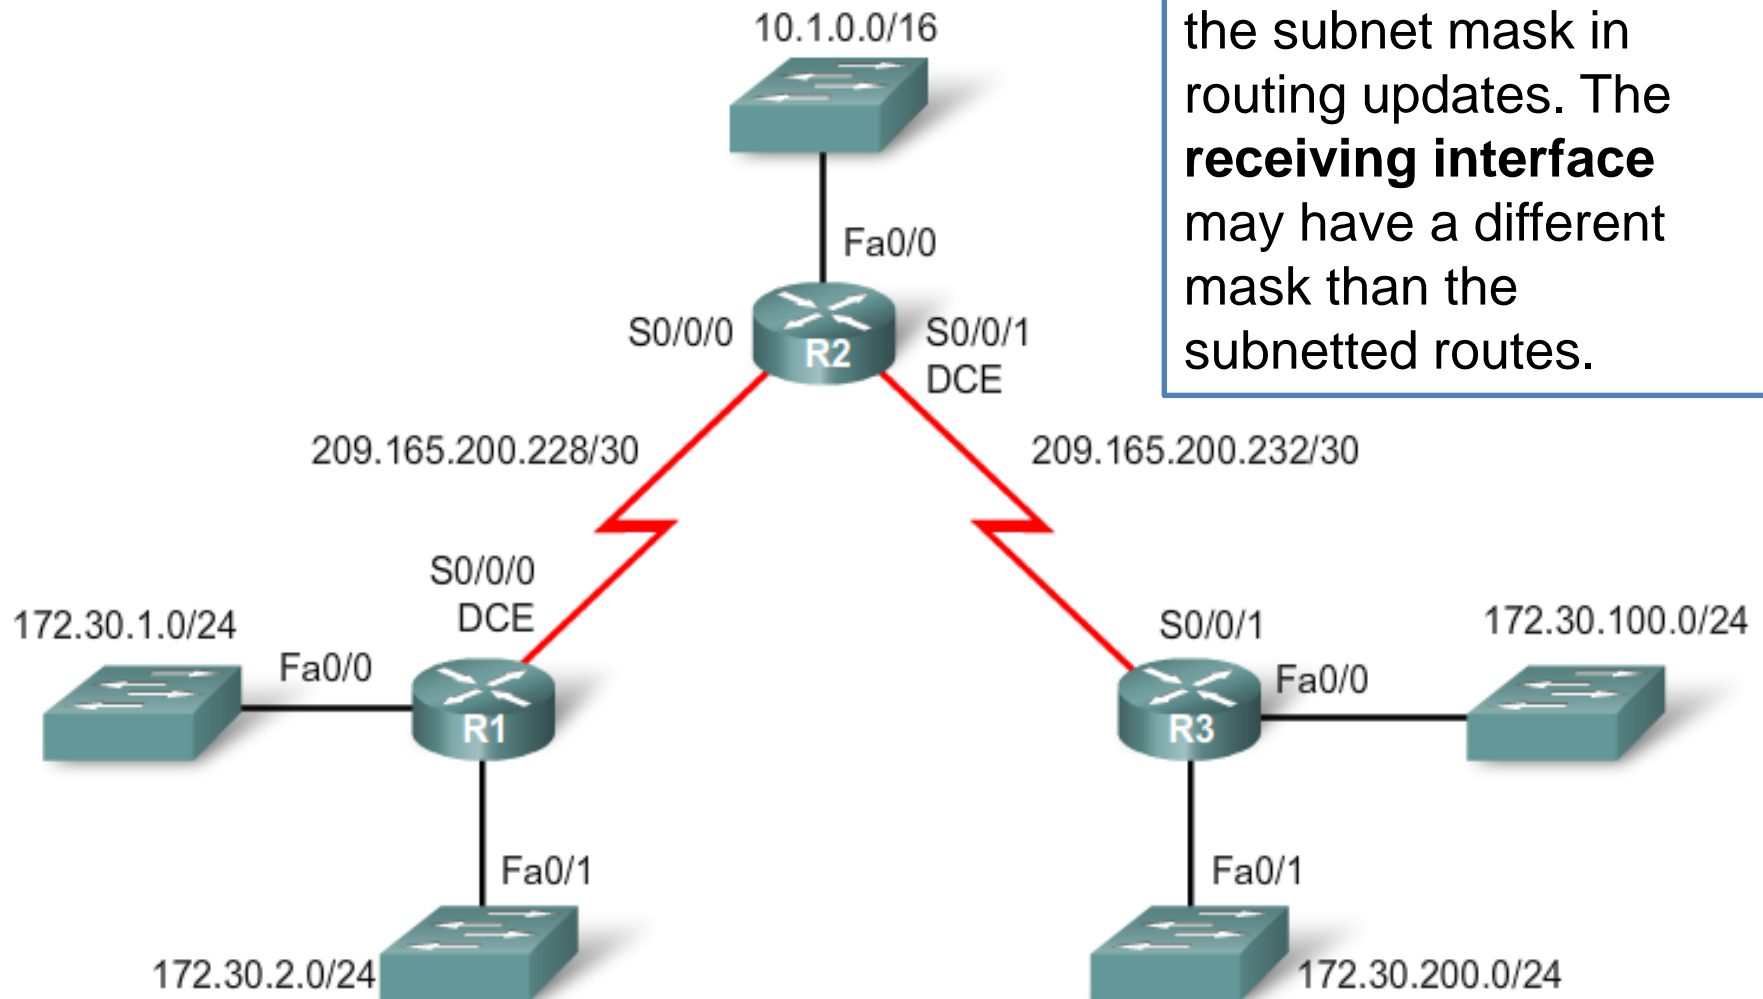 10.1.0.0/16
the subnet mask in
routing updates. The
receiving interface
may have a different
mask than the
subnetted routes.
Fa0/0
S0/0/0
R2
S0/0/1
DCE
209.165.200.228/30
209.165.200.232/30
S0/0/0
DCE
172.30.1.0/24
Fa0/0
R1
S0/0/1
172.30.100.0/24
Fa0/0
R3
Fa0/1
Fa0/1
172.30.2.0/24
172.30.200.0/24